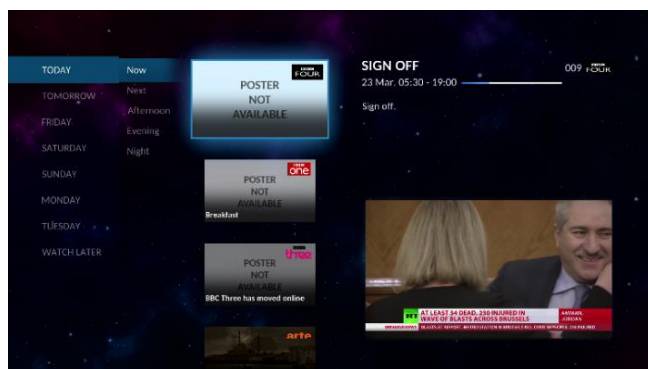 TODAY
TOMORROW
FRIDAY
SATURDAY
SUNDAY
MONDAY
TUESDAY
WATCH LATER
Now
Next
Afternoon
Evening
Night
POSTER
NOT
AVAILABLE
FOUR
POSTER
NOT
AVAILABLE
one
Breakfast
POSTER
NOT
AVAILABLE
three
BBC Three has moved online
arte
SIGN OFF
23 Mar, 05:30 - 19:00
009 FOUR
Sign off.
RT
AT LEAST 34 DEAD, 230 INJURED IN
WAVE OF BLASTS ACROSS BRUSSELS
JORDAN
BREAKING NEWS